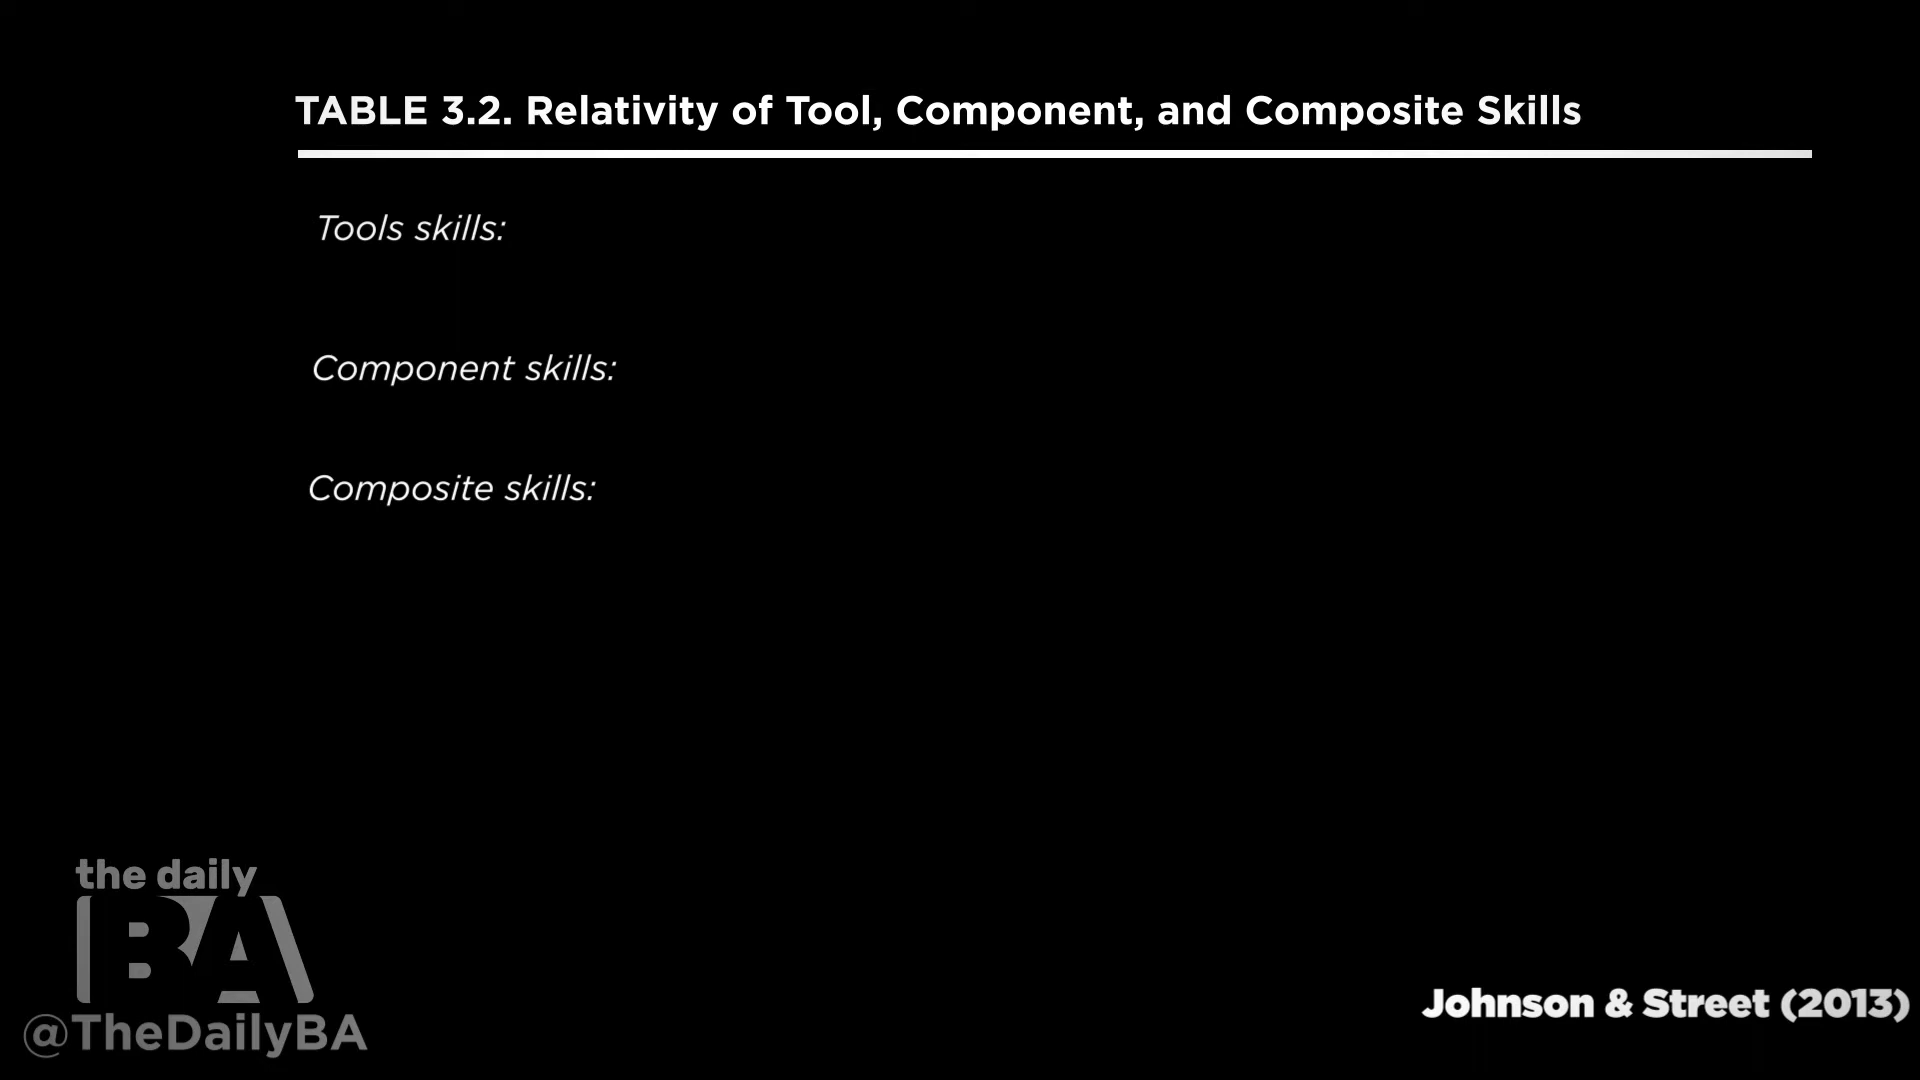 TABLE 3.2. Relativity of Tool, Component, and Composite Skills
Tools skills:
Component skills:
Composite skills:
the daily
BA
@TheDailyBA
Johnson & Street (2013)